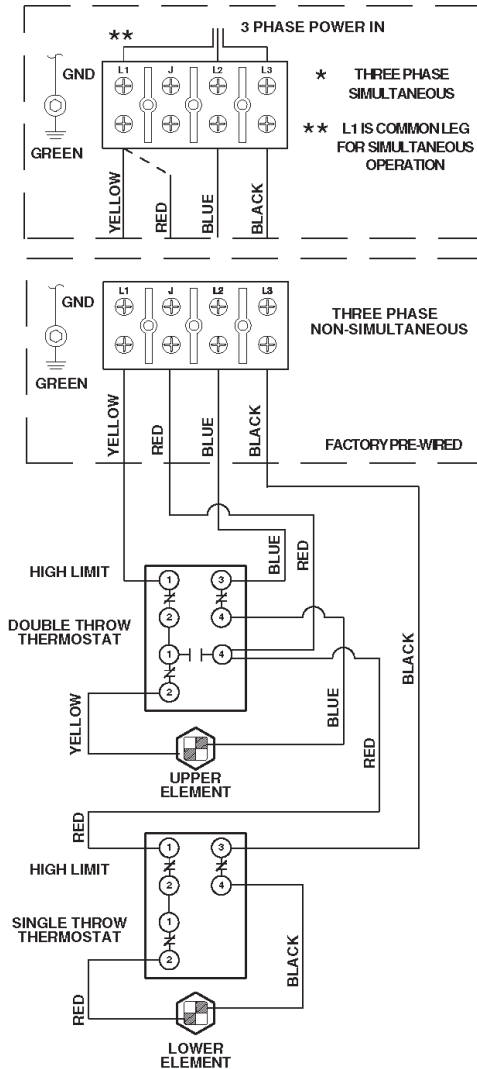 ** 3 PHASE POWER IN
GND
L1 J L2 L3
* THREE PHASE
SIMULTANEOUS
** L1 IS COMMON LEG
FOR SIMULTANEOUS
OPERATION
GREEN
YELLOW
RED
BLUE
BLACK
GND
L1 J L2 L3
THREE PHASE
NON-SIMULTANEOUS
GREEN
YELLOW
RED
BLUE
BLACK
FACTORY PRE-WIRED
BLUE
RED
HIGH LIMIT
1 3
DOUBLE THROW
THERMOSTAT
2 4
1 4
2
BLACK
YELLOW
BLUE
RED
UPPER
ELEMENT
RED
HIGH LIMIT
1 3
2 4
SINGLE THROW
THERMOSTAT
1
2
BLACK
RED
LOWER
ELEMENT